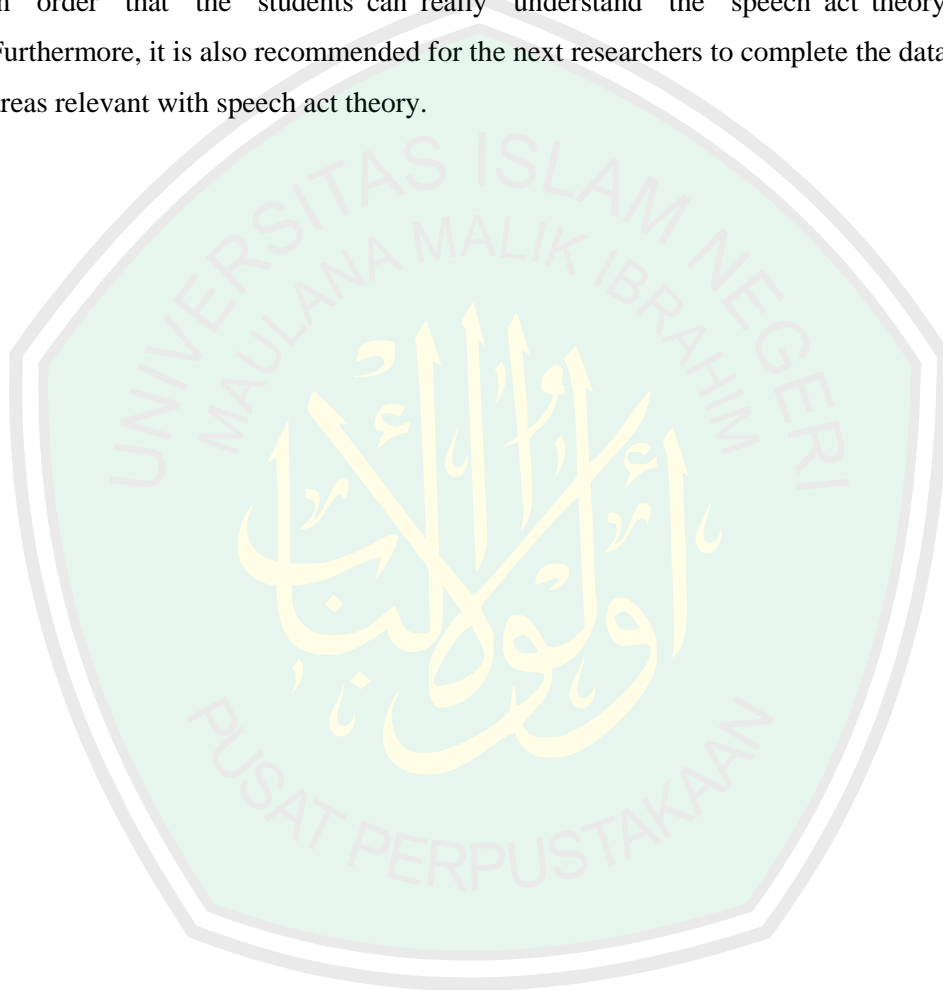 in order that the students can really understand the speech act theory
Furthermore, it is also recommended for the next researchers to complete the data
areas relevant with speech act theory.
UNIVERSITAS ISLAM NEGERI
MAULANA MALIK IBRAHIM
أولوا الألباب
PUSAT PERPUSTAKAAN